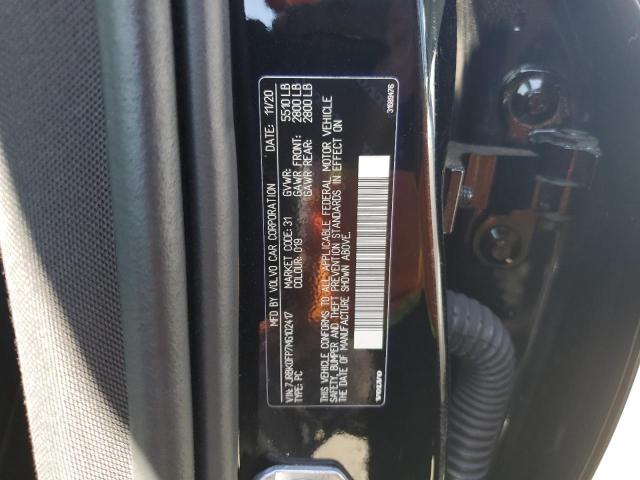 MFD BY VOLVO CAR CORPORATION DATE: 11/20
GVWR: 5510 LB
MARKET CODE: 31 GAWR FRONT: 2800 LB
COLOUR: 019 GAWR REAR: 2800 LB
VIN: 7JRBK0FP7MG102417
TYPE: PC
THIS VEHICLE CONFORMS TO ALL APPLICABLE FEDERAL MOTOR VEHICLE
SAFETY, BUMPER AND THEFT PREVENTION STANDARDS IN EFFECT ON
THE DATE OF MANUFACTURE SHOWN ABOVE.
VOLVO